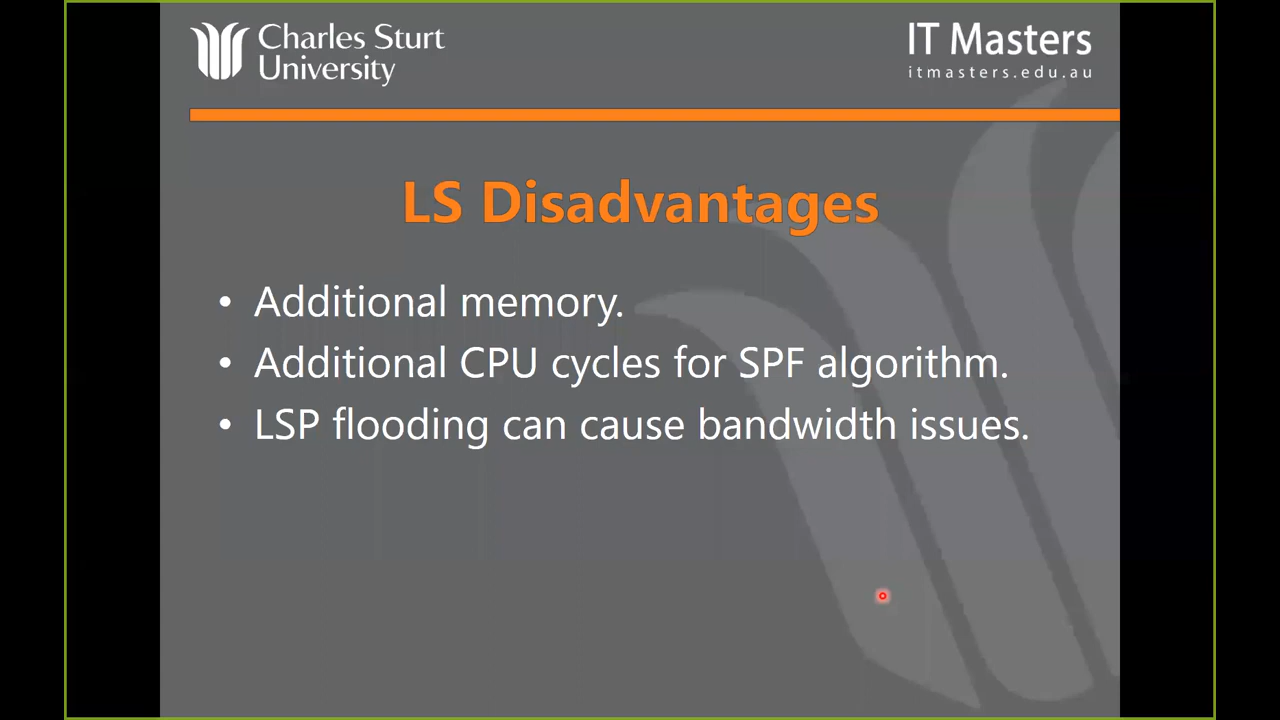 Charles Sturt
University
IT Masters
itmasters.edu.au
LS Disadvantages
• Additional memory.
• Additional CPU cycles for SPF algorithm.
• LSP flooding can cause bandwidth issues.